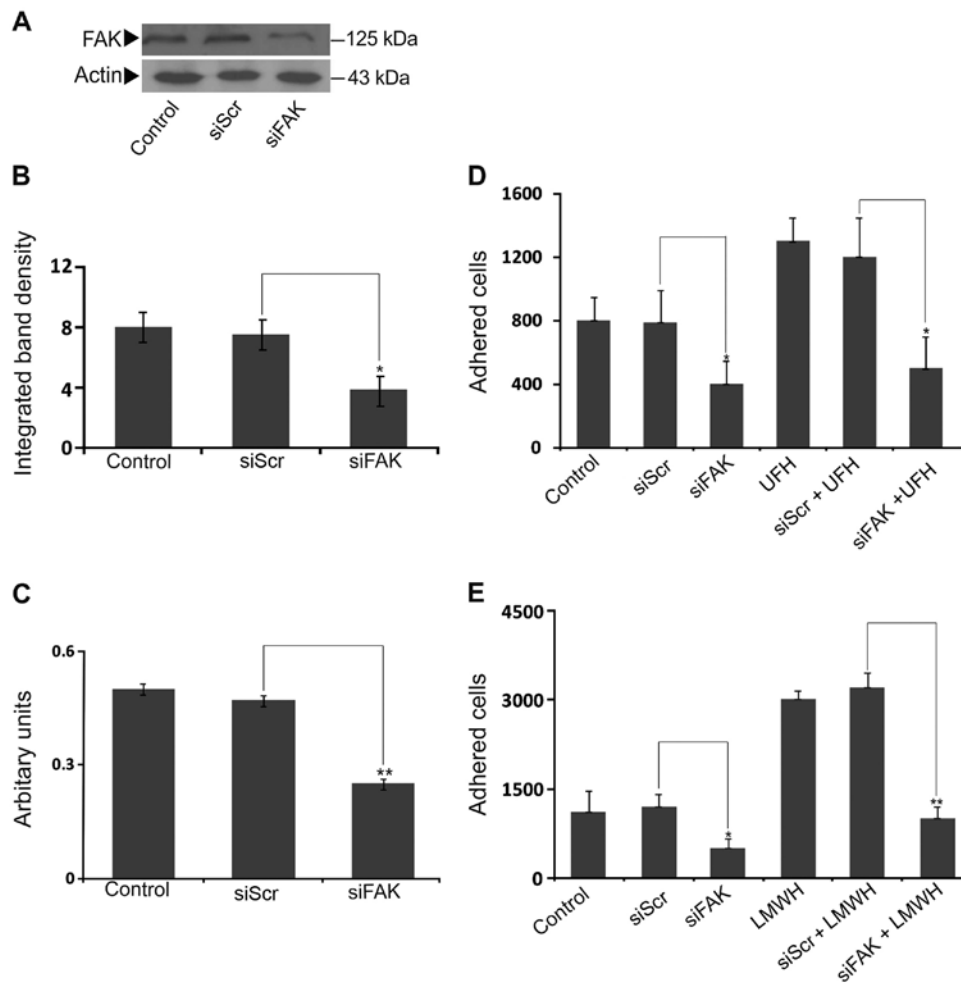 A
FAK
125 kDa
Actin
43 kDa
Control
siScr
siFAK
B
Integrated band density
12
8
4
0
Control
siScr
siFAK
*
C
Arbitary units
0.6
0.3
0
Control
siScr
siFAK
**
D
Adhered cells
1600
1200
800
400
0
Control
siScr
siFAK
UFH
siScr + UFH
siFAK +UFH
*
*
E
Adhered cells
4500
3000
1500
0
Control
siScr
siFAK
LMWH
siScr + LMWH
siFAK + LMWH
*
**